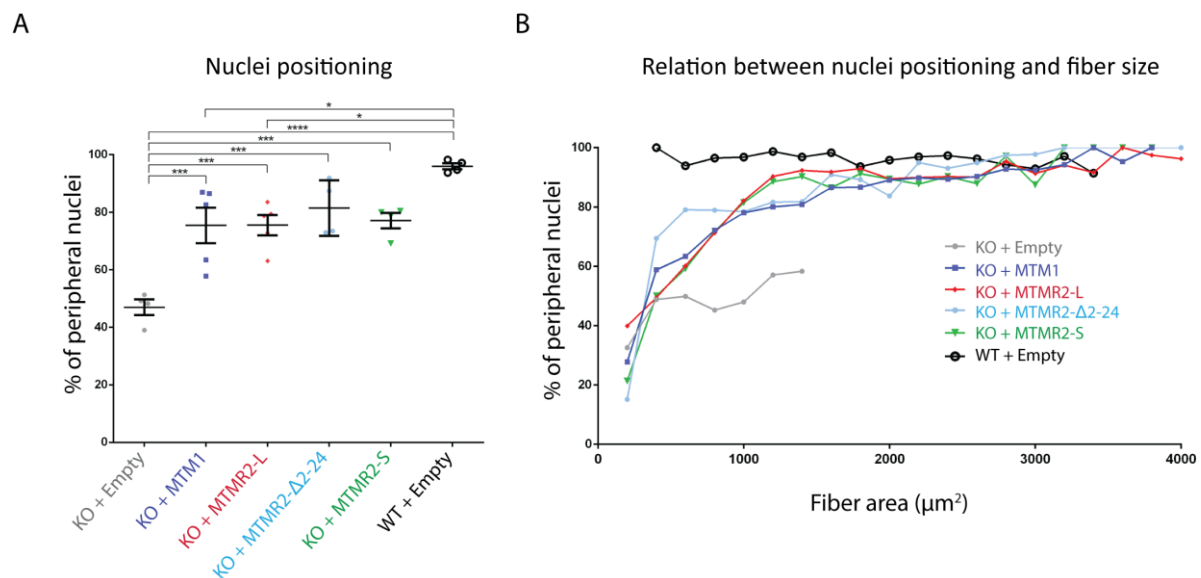 A
Nuclei positioning
*
*
****
***
***
***
***
% of peripheral nuclei
100
80
60
40
20
0
KO + Empty
KO + MTM1
KO + MTMR2-L
KO + MTMR2-Δ2-24
KO + MTMR2-S
WT + Empty
B
Relation between nuclei positioning and fiber size
% of peripheral nuclei
100
80
60
40
20
0
KO + Empty
KO + MTM1
KO + MTMR2-L
KO + MTMR2-Δ2-24
KO + MTMR2-S
WT + Empty
0
1000
2000
3000
4000
Fiber area (µm²)